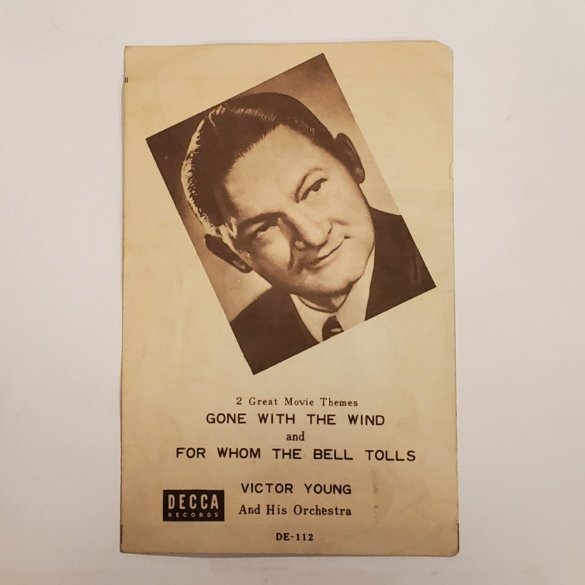 2 Great Movie Themes
GONE WITH THE WIND
and
FOR WHOM THE BELL TOLLS
VICTOR YOUNG
And His Orchestra
DECCA
RECORDS
DE-112